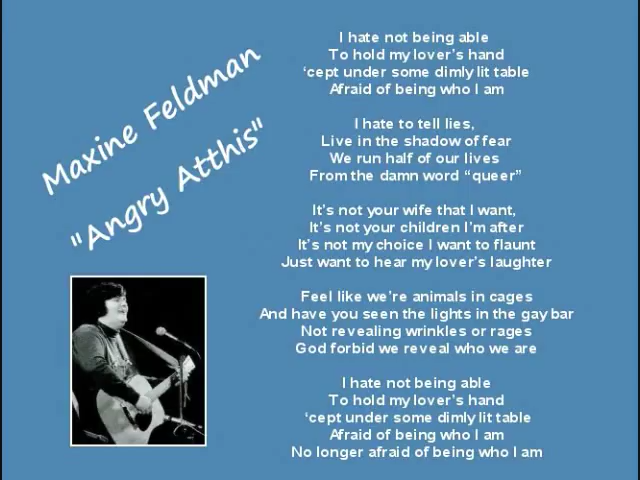 Maxine Feldman
"Angry Atthis"
I hate not being able
To hold my lover's hand
‘cept under some dimly lit table
Afraid of being who I am
I hate to tell lies,
Live in the shadow of fear
We run half of our lives
From the damn word “queer”
It's not your wife that I want,
It's not your children I'm after
It's not my choice I want to flaunt
Just want to hear my lover's laughter
Feel like we're animals in cages
And have you seen the lights in the gay bar
Not revealing wrinkles or rages
God forbid we reveal who we are
I hate not being able
To hold my lover's hand
‘cept under some dimly lit table
Afraid of being who I am
No longer afraid of being who I am